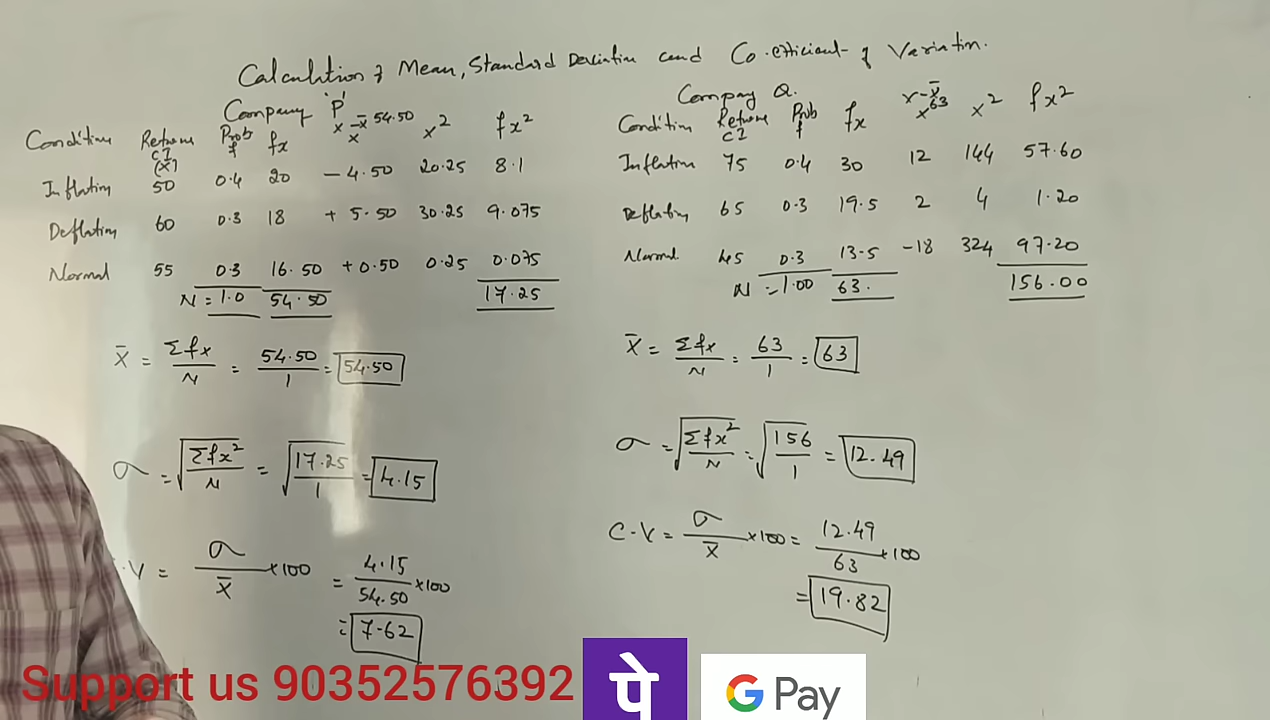 Calculation of Mean, Standard Deviation and Co-efficient of Variation.
Company 'P'
Condition Returns (X) Prob f fx x - x̄ 54.50 x x² fx²
Inflation 50 0.4 20 - 4.50 20.25 8.1
Deflation 60 0.3 18 + 5.50 30.25 9.075
Normal 55 0.3 16.50 +0.50 0.25 0.075
N = 1.0 54.50 17.25
X̄ = Σfx / N = 54.50 / 1 = 54.50
σ = √Σfx² / N = √17.25 / 1 = 4.15
.V = σ / x̄ ×100 = 4.15 / 54.50 ×100
= 7.62
Company Q.
Condition Returns Prob f fx x-x̄ 63 x x² fx²
Inflation 75 0.4 30 12 144 57.60
Deflation 65 0.3 19.5 2 4 1.20
Normal 45 0.3 13.5 -18 324 97.20
N = 1.00 63. 156.00
X̄ = Σfx / N = 63 / 1 = 63
σ = √Σfx² / N = √156 / 1 = 12.49
C.V = σ / x̄ ×100 = 12.49 / 63 ×100
= 19.82
Support us 90352576392
पे
G Pay